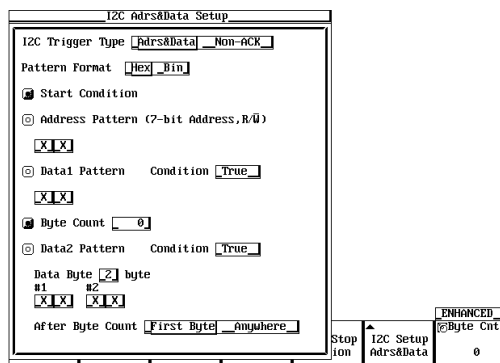 I2C Adrs&Data Setup
I2C Trigger Type Adrs&Data Non-ACK
Pattern Format Hex Bin
Start Condition
Address Pattern (7-bit Address,R/W̅)
X X
Data1 Pattern Condition True
X X
Byte Count 0
Data2 Pattern Condition True
Data Byte 2 byte
#1 #2
X X X X
After Byte Count First Byte Anywhere
Stop
ion
I2C Setup
Adrs&Data
ENHANCED
Byte Cnt
0